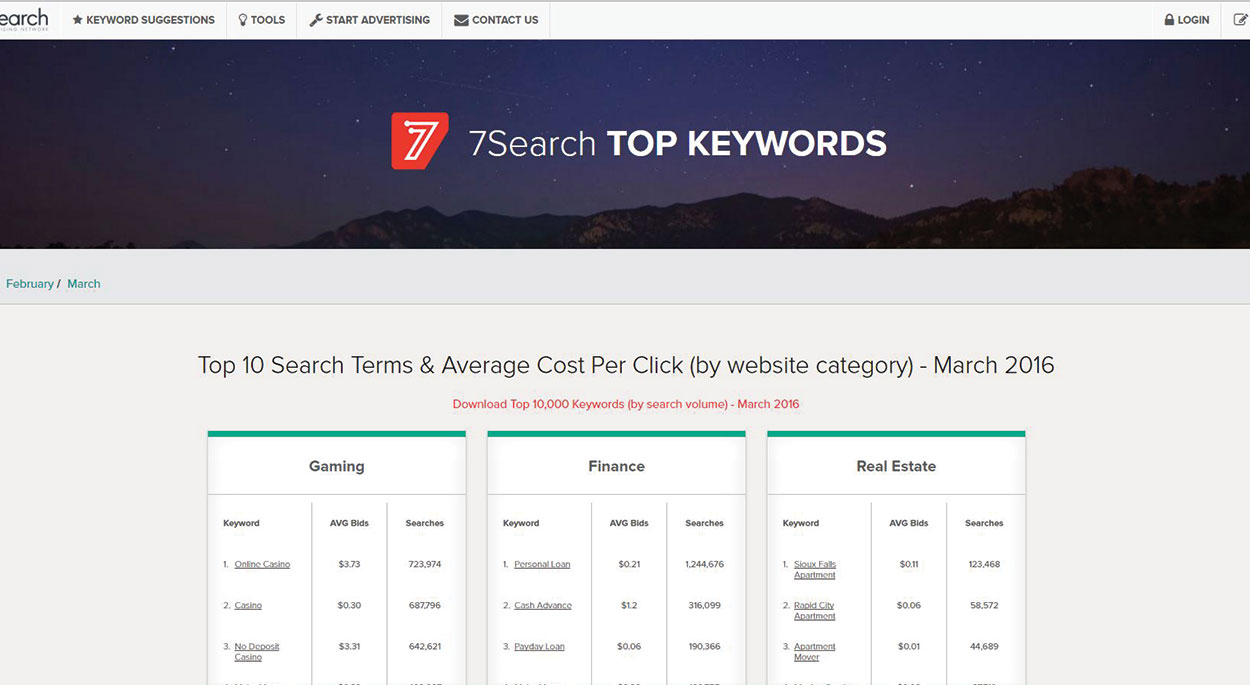 earch
KEYWORD SUGGESTIONS
TOOLS
START ADVERTISING
CONTACT US
LOGIN
7 7Search TOP KEYWORDS
February / March
Top 10 Search Terms & Average Cost Per Click (by website category) - March 2016
Download Top 10,000 Keywords (by search volume) - March 2016
Gaming
Keyword AVG Bids Searches
1. Online Casino $3.73 723,974
2. Casino $0.30 687,796
3. No Deposit $3.31 642,621
Casino
Finance
Keyword AVG Bids Searches
1. Personal Loan $0.21 1,244,676
2. Cash Advance $1.2 316,099
3. Payday Loan $0.06 190,366
Real Estate
Keyword AVG Bids Searches
1. Sioux Falls $0.11 123,468
Apartment
2. Rapid City $0.06 58,572
Apartment
3. Apartment $0.01 44,689
Mover